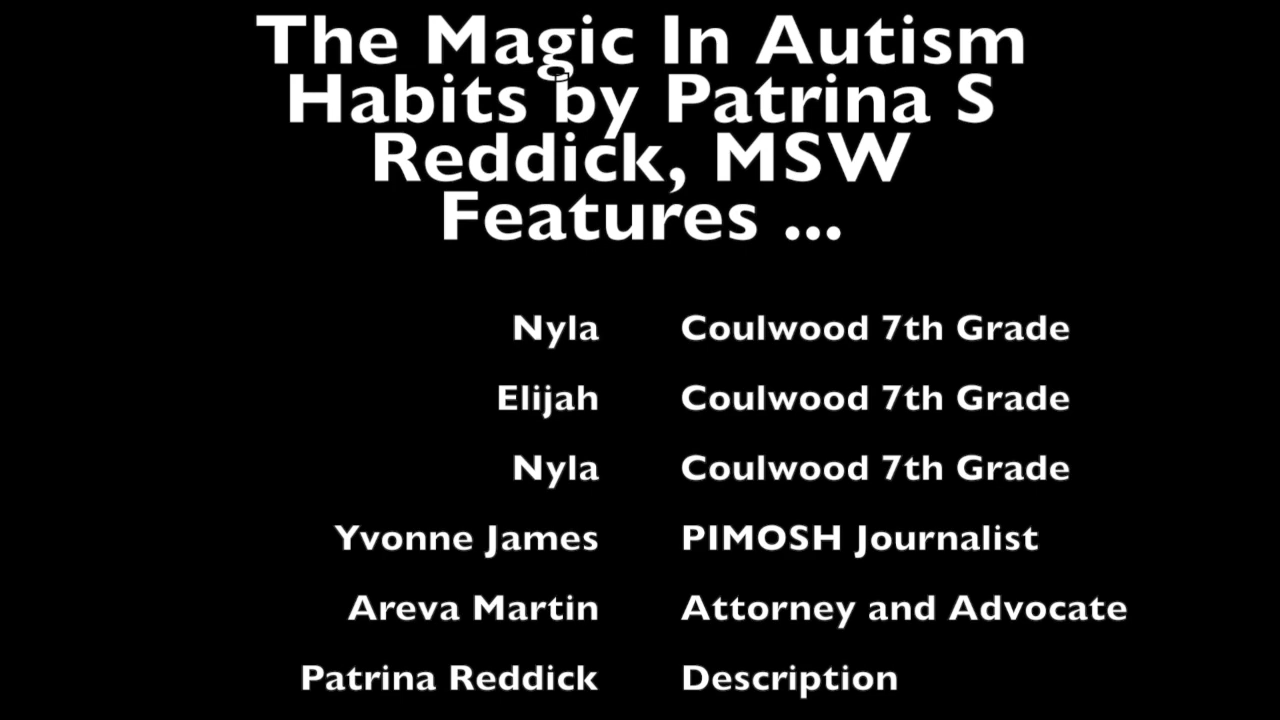 The Magic In Autism
Habits by Patrina S
Reddick, MSW
Features ...
Nyla Coulwood 7th Grade
Elijah Coulwood 7th Grade
Nyla Coulwood 7th Grade
Yvonne James PIMOSH Journalist
Areva Martin Attorney and Advocate
Patrina Reddick Description